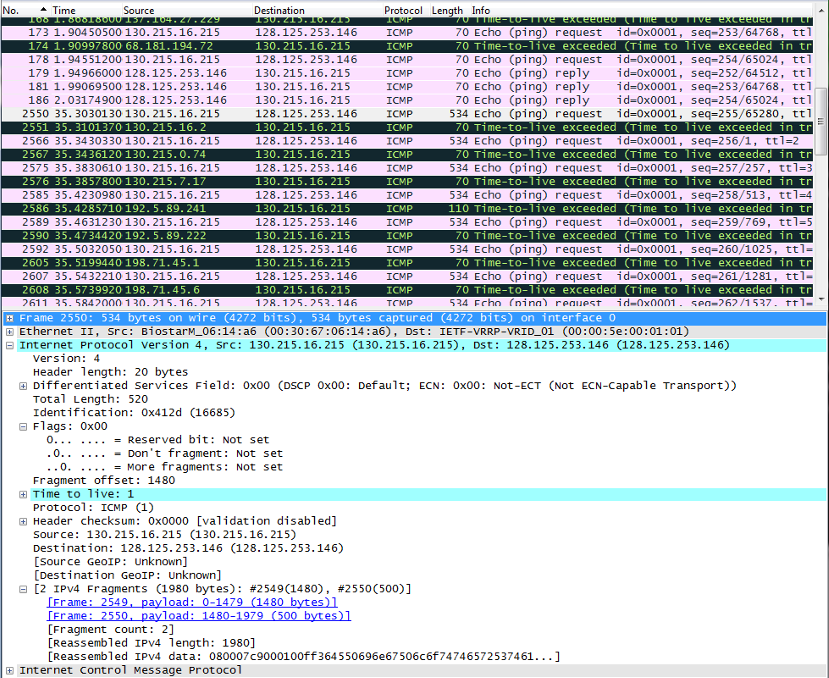 No. Time Source Destination Protocol Length Info
168 1.86818600 137.164.27.229 130.215.16.215 ICMP 70 Time-to-live exceeded (Time to live exceeded in tr
173 1.90450500 130.215.16.215 128.125.253.146 ICMP 70 Echo (ping) request id=0x0001, seq=253/64768, ttl
174 1.90997800 68.181.194.72 130.215.16.215 ICMP 70 Time-to-live exceeded (Time to live exceeded in tr
178 1.94551200 130.215.16.215 128.125.253.146 ICMP 70 Echo (ping) request id=0x0001, seq=254/65024, ttl
179 1.94966000 128.125.253.146 130.215.16.215 ICMP 70 Echo (ping) reply id=0x0001, seq=252/64512, ttl
181 1.99069500 128.125.253.146 130.215.16.215 ICMP 70 Echo (ping) reply id=0x0001, seq=253/64768, ttl
186 2.03174900 128.125.253.146 130.215.16.215 ICMP 70 Echo (ping) reply id=0x0001, seq=254/65024, ttl
2550 35.3030130 130.215.16.215 128.125.253.146 ICMP 534 Echo (ping) request id=0x0001, seq=255/65280, ttl
2551 35.3101370 130.215.16.2 130.215.16.215 ICMP 70 Time-to-live exceeded (Time to live exceeded in tr
2566 35.3430330 130.215.16.215 128.125.253.146 ICMP 534 Echo (ping) request id=0x0001, seq=256/1, ttl=2
2567 35.3436120 130.215.0.74 130.215.16.215 ICMP 70 Time-to-live exceeded (Time to live exceeded in tr
2575 35.3830610 130.215.16.215 128.125.253.146 ICMP 534 Echo (ping) request id=0x0001, seq=257/257, ttl=3
2576 35.3857800 130.215.7.17 130.215.16.215 ICMP 70 Time-to-live exceeded (Time to live exceeded in tr
2585 35.4230980 130.215.16.215 128.125.253.146 ICMP 534 Echo (ping) request id=0x0001, seq=258/513, ttl=4
2586 35.4285710 192.5.89.241 130.215.16.215 ICMP 110 Time-to-live exceeded (Time to live exceeded in tr
2589 35.4631230 130.215.16.215 128.125.253.146 ICMP 534 Echo (ping) request id=0x0001, seq=259/769, ttl=5
2590 35.4734420 192.5.89.222 130.215.16.215 ICMP 70 Time-to-live exceeded (Time to live exceeded in tr
2592 35.5032050 130.215.16.215 128.125.253.146 ICMP 534 Echo (ping) request id=0x0001, seq=260/1025, ttl=
2605 35.5199440 198.71.45.1 130.215.16.215 ICMP 70 Time-to-live exceeded (Time to live exceeded in tr
2607 35.5432210 130.215.16.215 128.125.253.146 ICMP 534 Echo (ping) request id=0x0001, seq=261/1281, ttl=
2608 35.5739920 198.71.45.6 130.215.16.215 ICMP 70 Time-to-live exceeded (Time to live exceeded in tr
2611 35.5842000 130.215.16.215 128.125.253.146 ICMP 534 Echo (ping) request id=0x0001, seq=262/1537, ttl=
Frame 2550: 534 bytes on wire (4272 bits), 534 bytes captured (4272 bits) on interface 0
Ethernet II, Src: BiostarM_06:14:a6 (00:30:67:06:14:a6), Dst: IETF-VRRP-VRID_01 (00:00:5e:00:01:01)
Internet Protocol Version 4, Src: 130.215.16.215 (130.215.16.215), Dst: 128.125.253.146 (128.125.253.146)
Version: 4
Header length: 20 bytes
Differentiated Services Field: 0x00 (DSCP 0x00: Default; ECN: 0x00: Not-ECT (Not ECN-Capable Transport))
Total Length: 520
Identification: 0x412d (16685)
Flags: 0x00
0... .... = Reserved bit: Not set
.0.. .... = Don't fragment: Not set
..0. .... = More fragments: Not set
Fragment offset: 1480
Time to live: 1
Protocol: ICMP (1)
Header checksum: 0x0000 [validation disabled]
Source: 130.215.16.215 (130.215.16.215)
Destination: 128.125.253.146 (128.125.253.146)
[Source GeoIP: Unknown]
[Destination GeoIP: Unknown]
[2 IPv4 Fragments (1980 bytes): #2549(1480), #2550(500)]
[Frame: 2549, payload: 0-1479 (1480 bytes)]
[Frame: 2550, payload: 1480-1979 (500 bytes)]
[Fragment count: 2]
[Reassembled IPv4 length: 1980]
[Reassembled IPv4 data: 080007c9000100ff364550696e67506c6f74746572537461...]
Internet Control Message Protocol